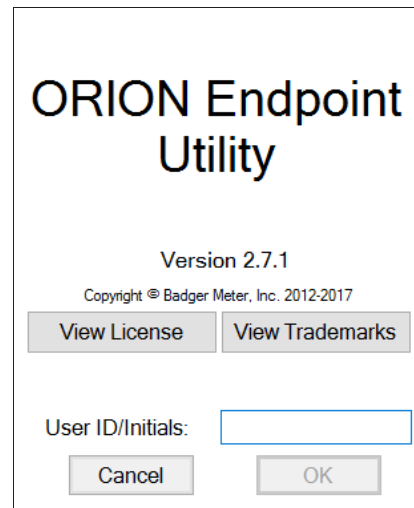 ORION Endpoint
Utility
Version 2.7.1
Copyright © Badger Meter, Inc. 2012-2017
View License View Trademarks
User ID/Initials:
Cancel OK